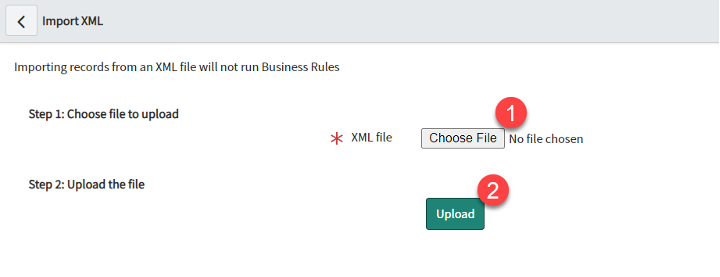 Import XML
Importing records from an XML file will not run Business Rules
Step 1: Choose file to upload
1
* XML file Choose File No file chosen
Step 2: Upload the file
2
Upload